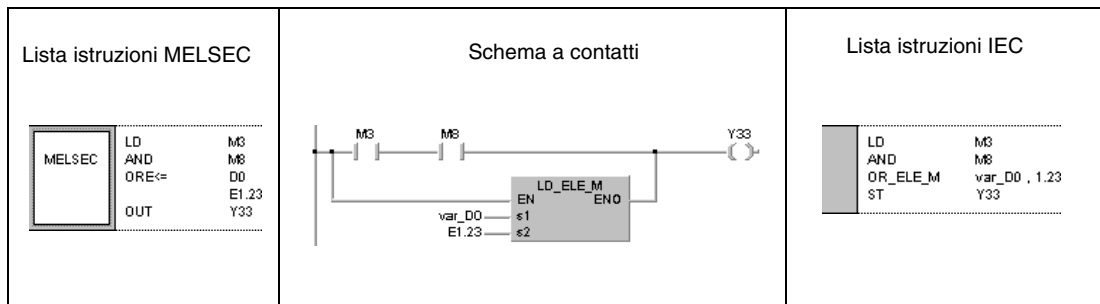 Lista istruzioni MELSEC
MELSEC
LD M3
AND M8
ORE<= D0
E1.23
OUT Y33
Schema a contatti
M3 M8 Y33
LD_ELE_M
EN ENO
var_D0 s1
E1.23 s2
Lista istruzioni IEC
LD M3
AND M8
OR_ELE_M var_D0 , 1.23
ST Y33